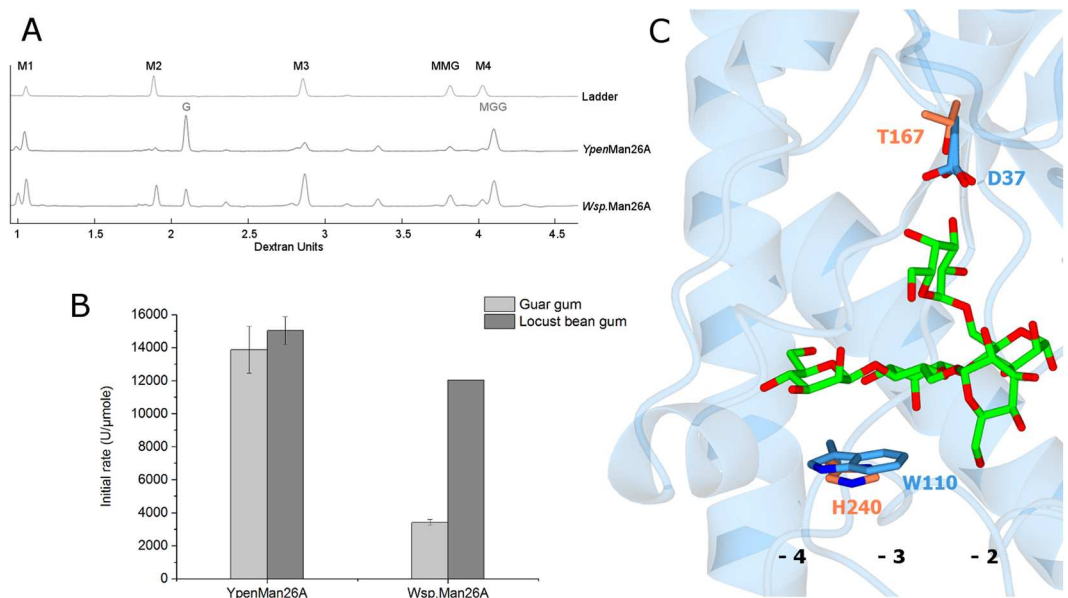 A
M1 M2 M3 MMG M4
Ladder
G MGG
YpenMan26A
Wsp.Man26A
1 1.5 2 2.5 3 3.5 4 4.5
Dextran Units
B
Guar gum
Locust bean gum
16000
14000
12000
10000
8000
6000
4000
2000
0
Initial rate (U/µmole)
YpenMan26A Wsp.Man26A
C
T167
D37
W110
H240
- 4 - 3 - 2